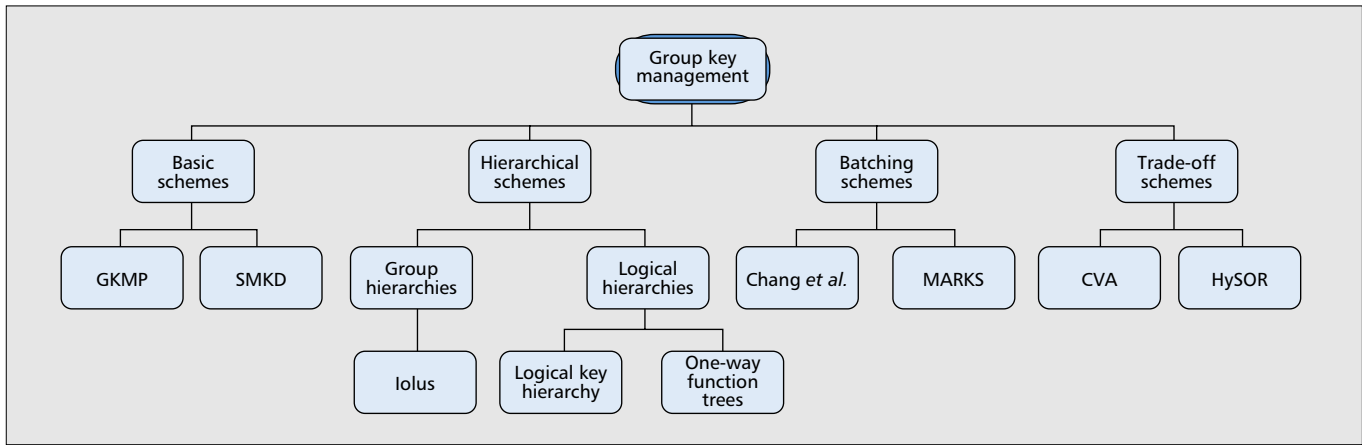 Group key
management
Basic
schemes
Hierarchical
schemes
Batching
schemes
Trade-off
schemes
GKMP
SMKD
Group
hierarchies
Logical
hierarchies
Chang et al.
MARKS
CVA
HySOR
Iolus
Logical key
hierarchy
One-way
function
trees